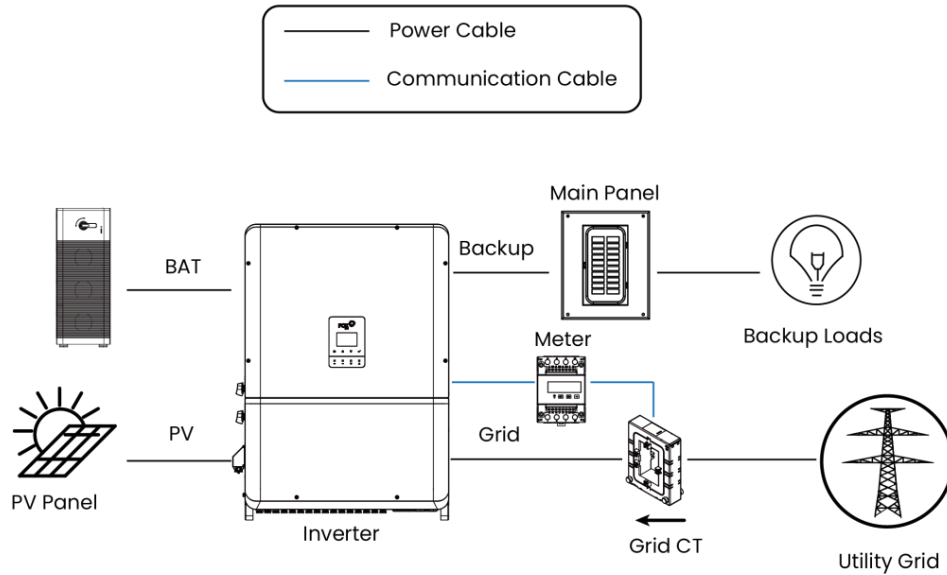 Power Cable
Communication Cable
Main Panel
Backup
BAT
Backup Loads
Meter
PV
Grid
PV Panel
Inverter
Grid CT
Utility Grid